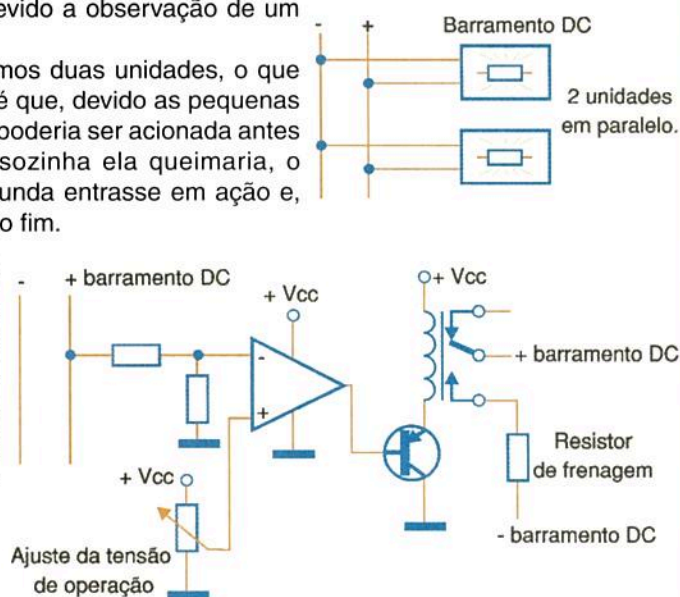 evido a observação de um
mos duas unidades, o que
é que, devido as pequenas
poderia ser acionada antes
sozinha ela queimaria, o
unda entrasse em ação e,
o fim.
- + Barramento DC
2 unidades
em paralelo.
- + barramento DC
+ Vcc
-
+
+ Vcc
Ajuste da tensão
de operação
+ Vcc
+ barramento DC
Resistor
de frenagem
- barramento DC